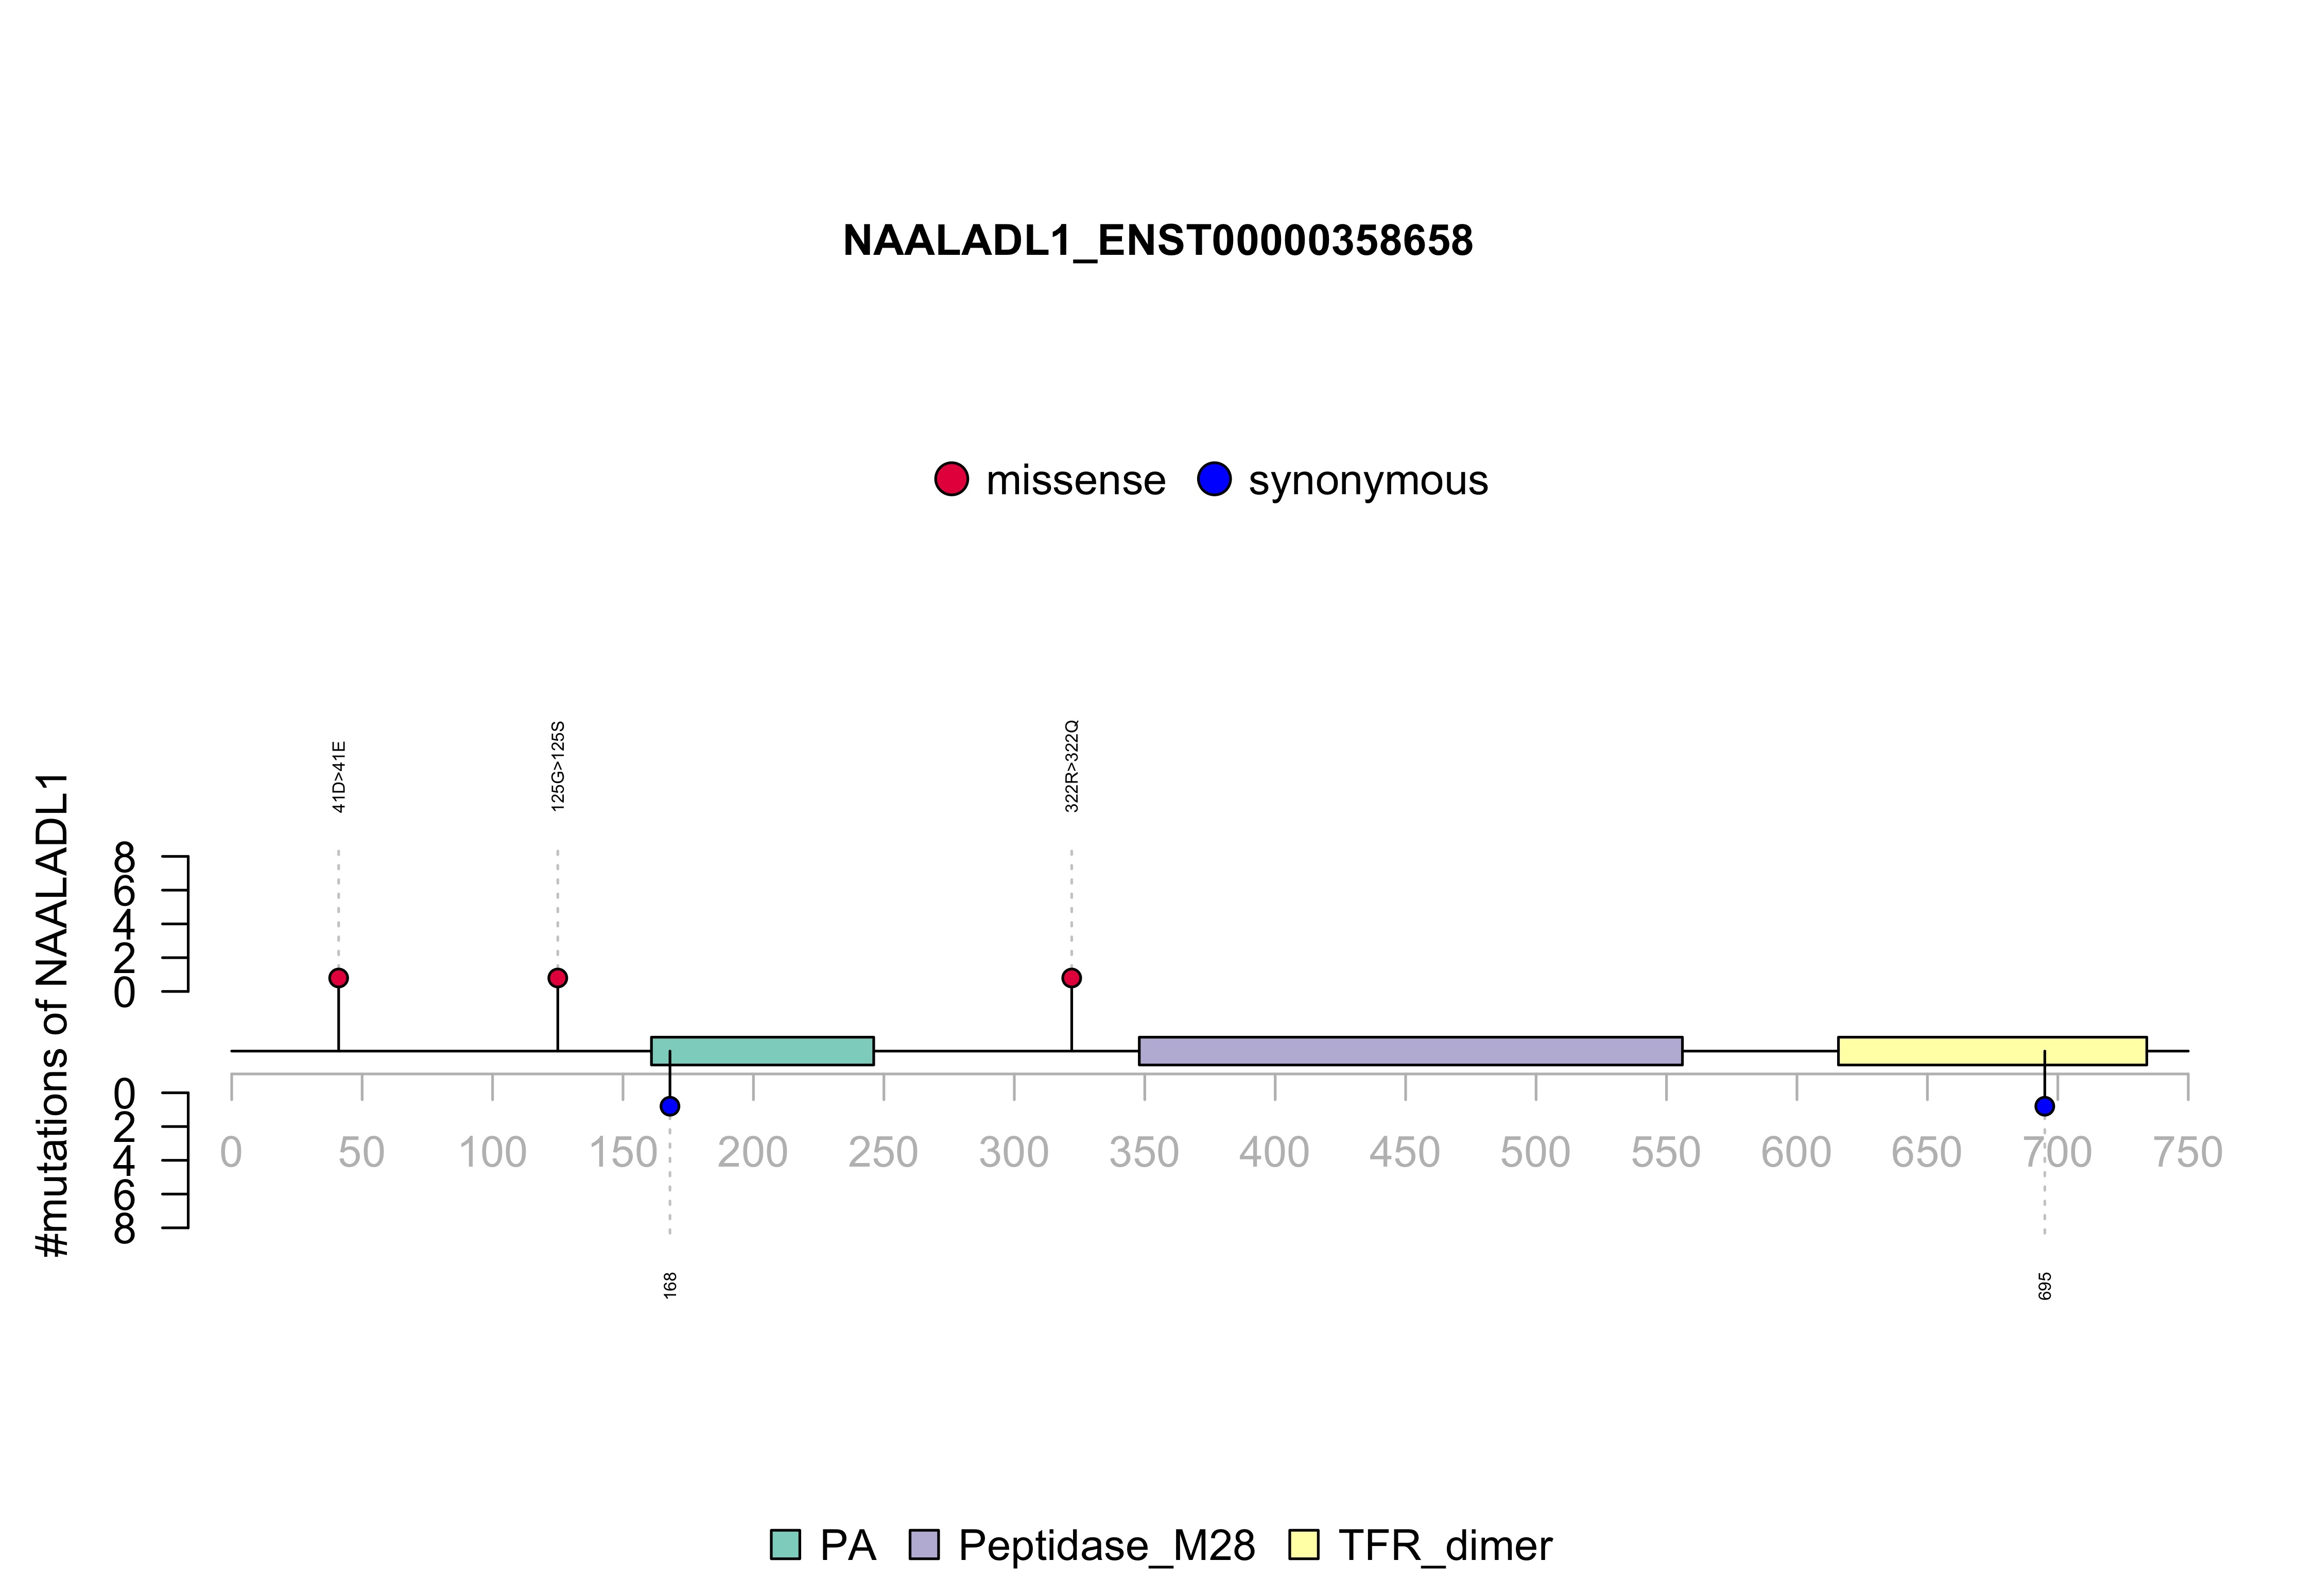 NAALADL1_ENST00000358658
missense synonymous
41D>41E 125G>125S 322R>322Q
#mutations of NAALADL1
8
6
4
2
0
0
2
4
6
8
0 50 100 150 200 250 300 350 400 450 500 550 600 650 700 750
168 695
PA Peptidase_M28 TFR_dimer